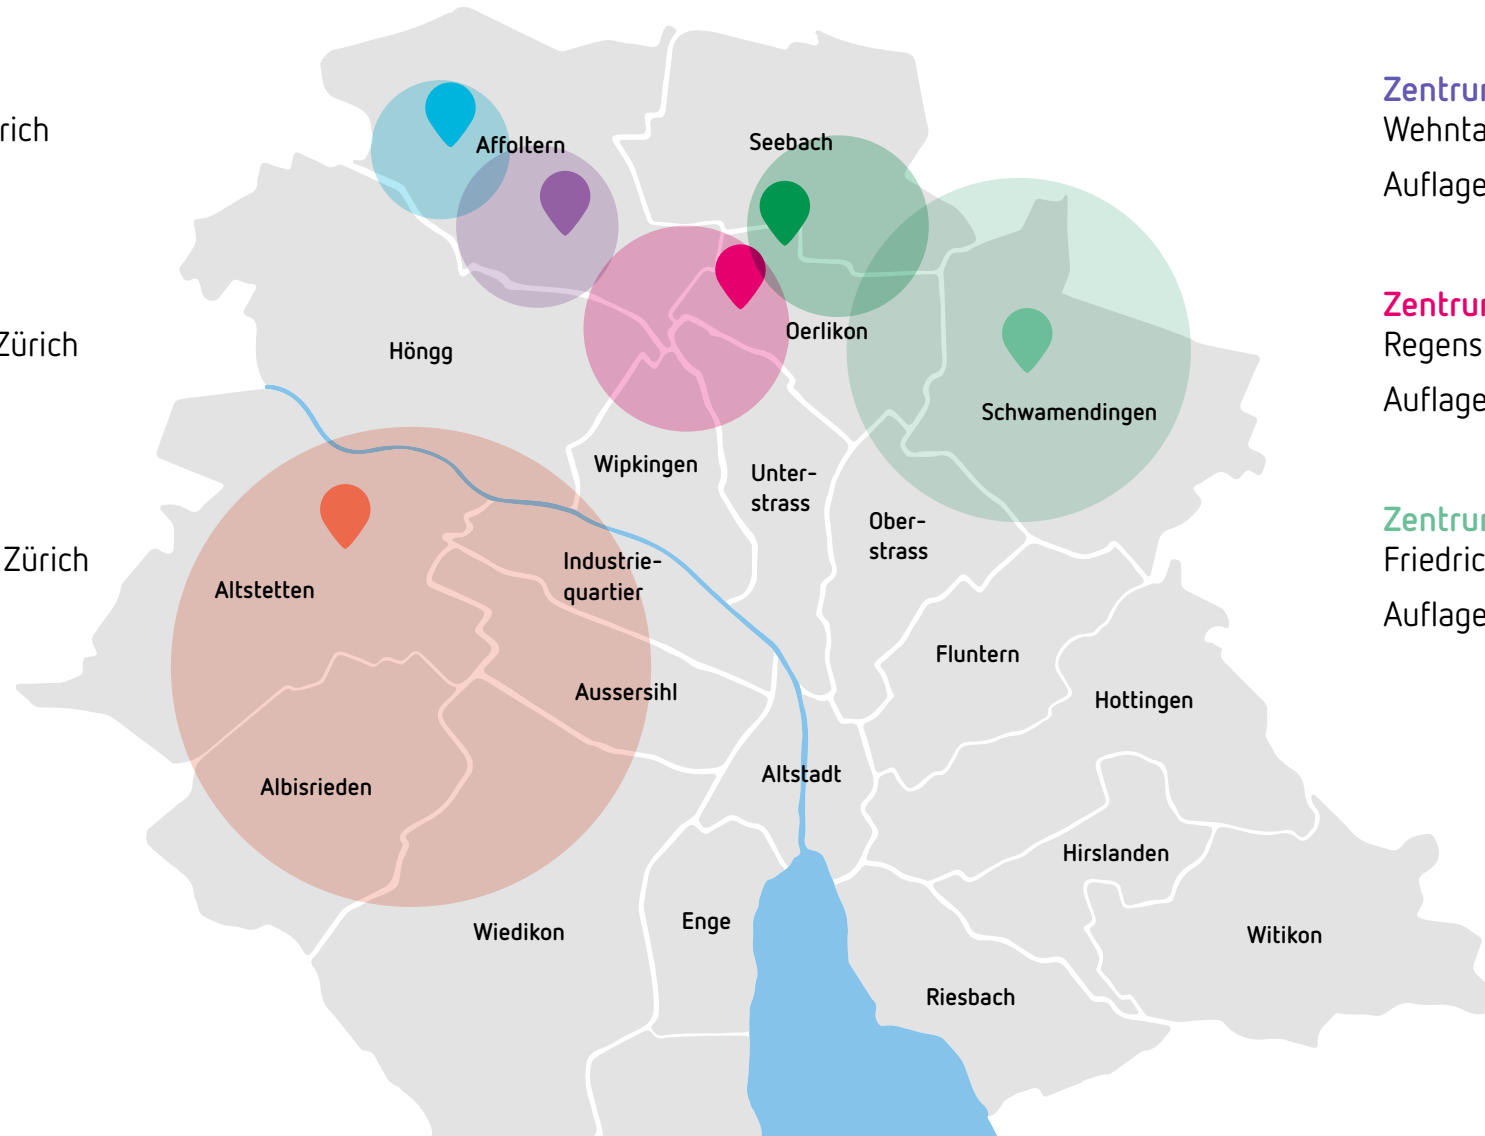 rich
Zürich
Zürich
Affoltern
Seebach
Höngg
Oerlikon
Schwamendingen
Wipkingen
Unter-
strass
Ober-
strass
Industrie-
quartier
Altstetten
Fluntern
Aussersihl
Hottingen
Altstadt
Albisrieden
Hirslanden
Enge
Wiedikon
Witikon
Riesbach
Zentru
Wehnta
Auflage
Zentru
Regens
Auflage
Zentru
Friedric
Auflage